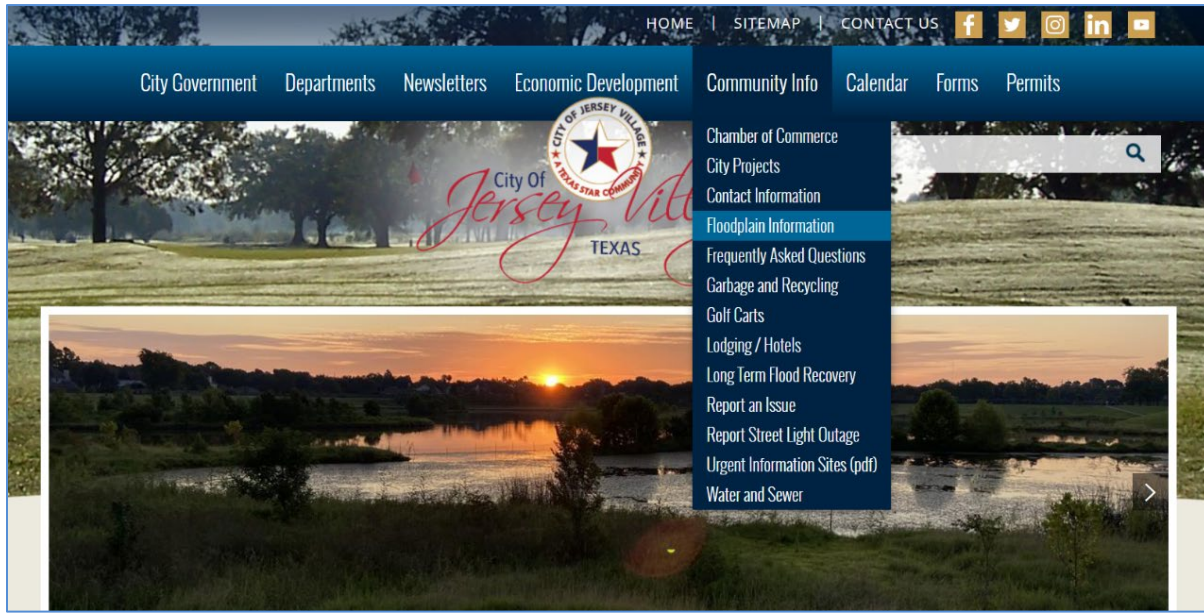 HOME | SITEMAP | CONTACT US
City Government Departments Newsletters Economic Development Community Info Calendar Forms Permits
CITY OF JERSEY VILLAGE
A TEXAS STAR COMMUNITY
City Of
Jersey Vill
TEXAS
Chamber of Commerce
City Projects
Contact Information
Floodplain Information
Frequently Asked Questions
Garbage and Recycling
Golf Carts
Lodging / Hotels
Long Term Flood Recovery
Report an Issue
Report Street Light Outage
Urgent Information Sites (pdf)
Water and Sewer